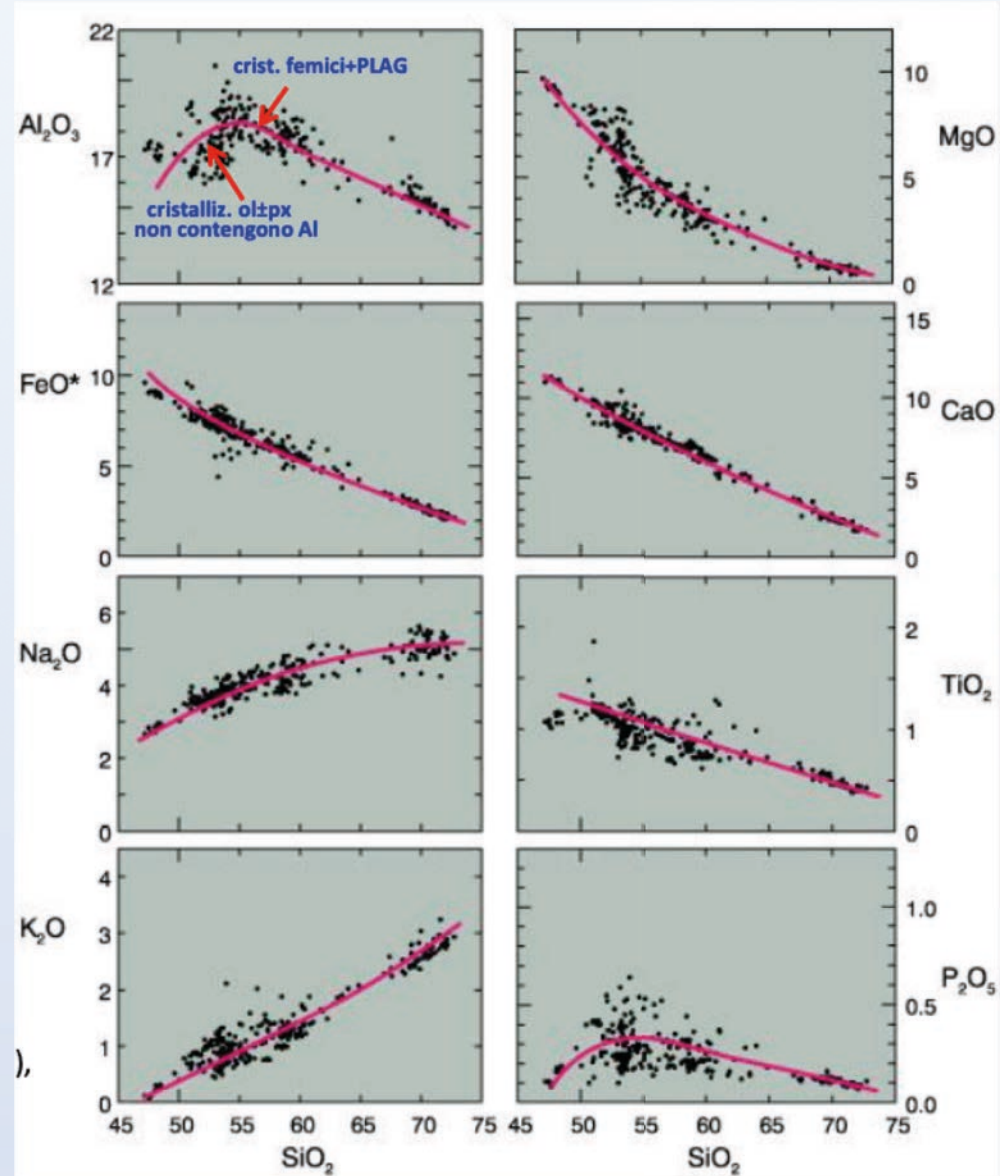 22
Al₂O₃
17
12
crist. femici+PLAG
cristalliz. ol±px
non contengono Al
10
MgO
5
0
FeO*
10
5
0
15
10
CaO
5
0
6
Na₂O
4
2
0
2
TiO₂
1
0
4
K₂O
3
2
1
0
),
1.0
P₂O₅
0.5
0.0
45 50 55 60 65 70 75
SiO₂
45 50 55 60 65 70 75
SiO₂